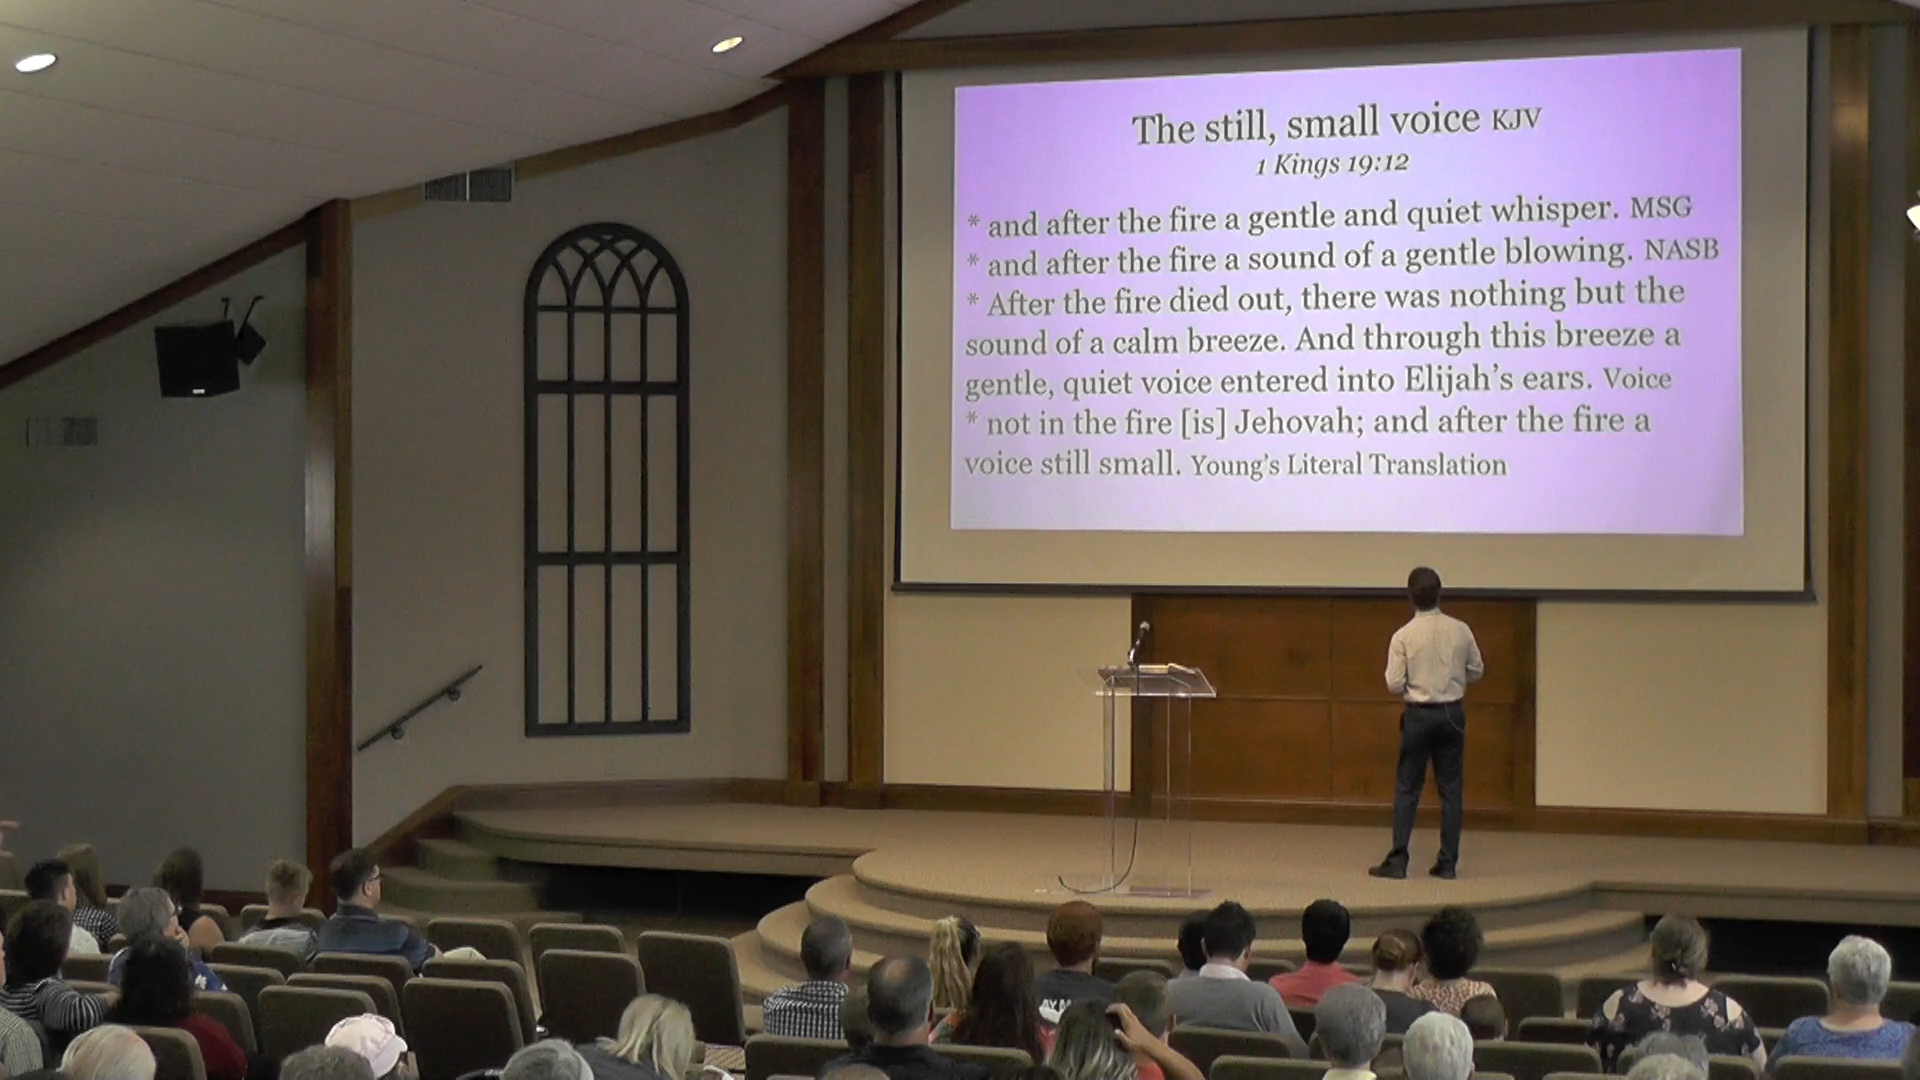 The still, small voice KJV
1 Kings 19:12
* and after the fire a gentle and quiet whisper. MSG
* and after the fire a sound of a gentle blowing. NASB
* After the fire died out, there was nothing but the
sound of a calm breeze. And through this breeze a
gentle, quiet voice entered into Elijah's ears. Voice
* not in the fire [is] Jehovah; and after the fire a
voice still small. Young's Literal Translation